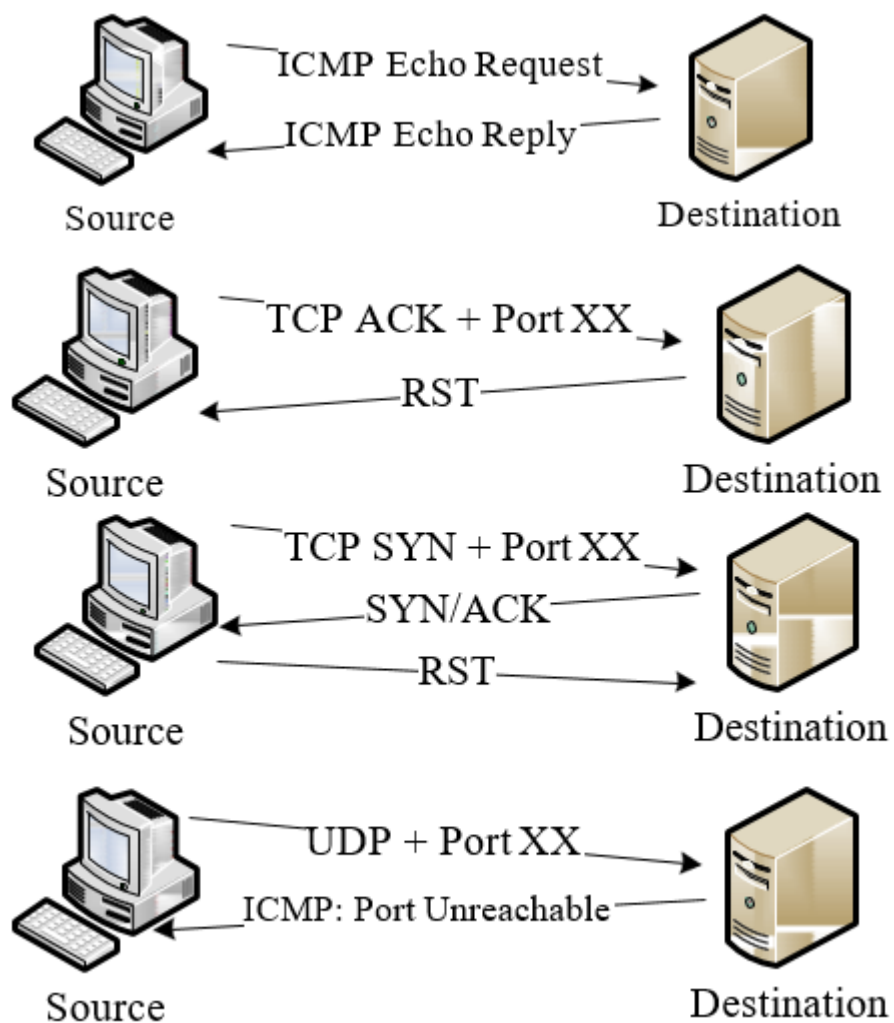 ICMP Echo Request
ICMP Echo Reply
Source
Destination
TCP ACK + Port XX
RST
Source
Destination
TCP SYN + Port XX
SYN/ACK
RST
Source
Destination
UDP + Port XX
ICMP: Port Unreachable
Source
Destination